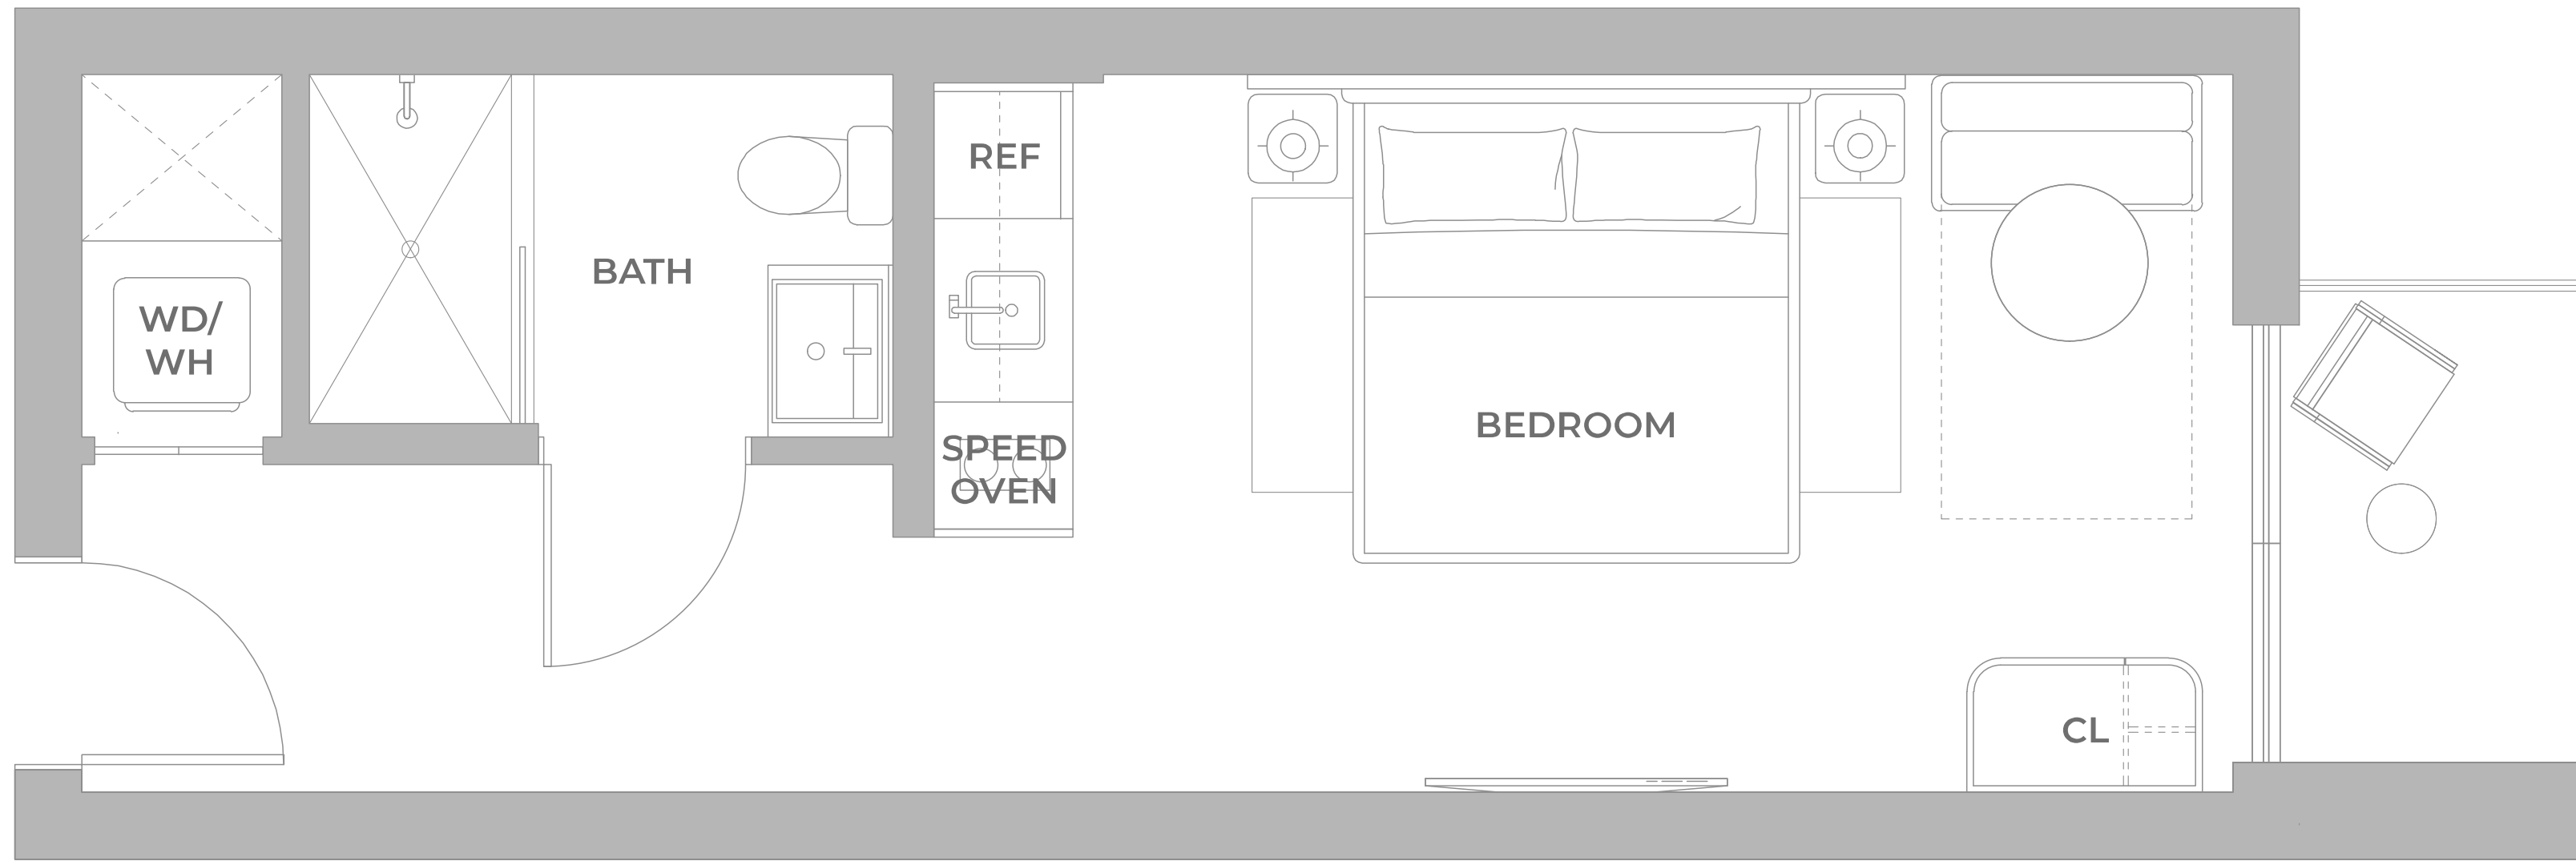 WD/
WH
BATH
REF
SPEED
OVEN
BEDROOM
CL